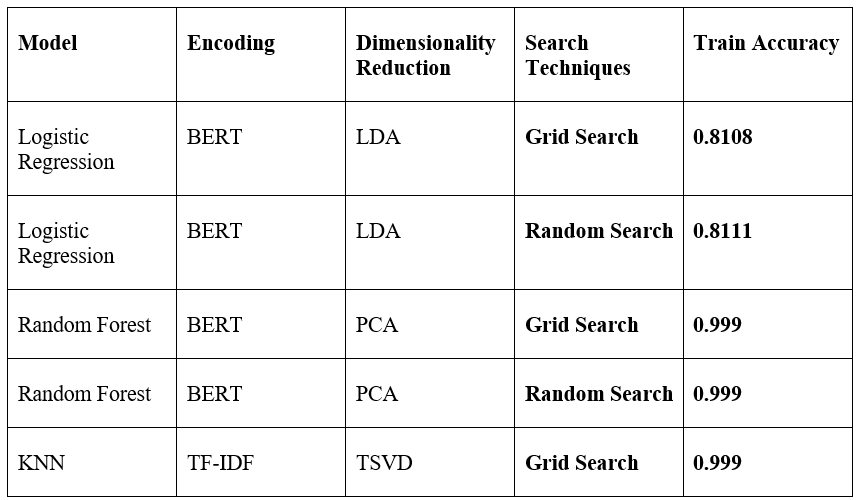 Model Encoding Dimensionality Reduction Search Techniques Train Accuracy
Logistic Regression BERT LDA Grid Search 0.8108
Logistic Regression BERT LDA Random Search 0.8111
Random Forest BERT PCA Grid Search 0.999
Random Forest BERT PCA Random Search 0.999
KNN TF-IDF TSVD Grid Search 0.999